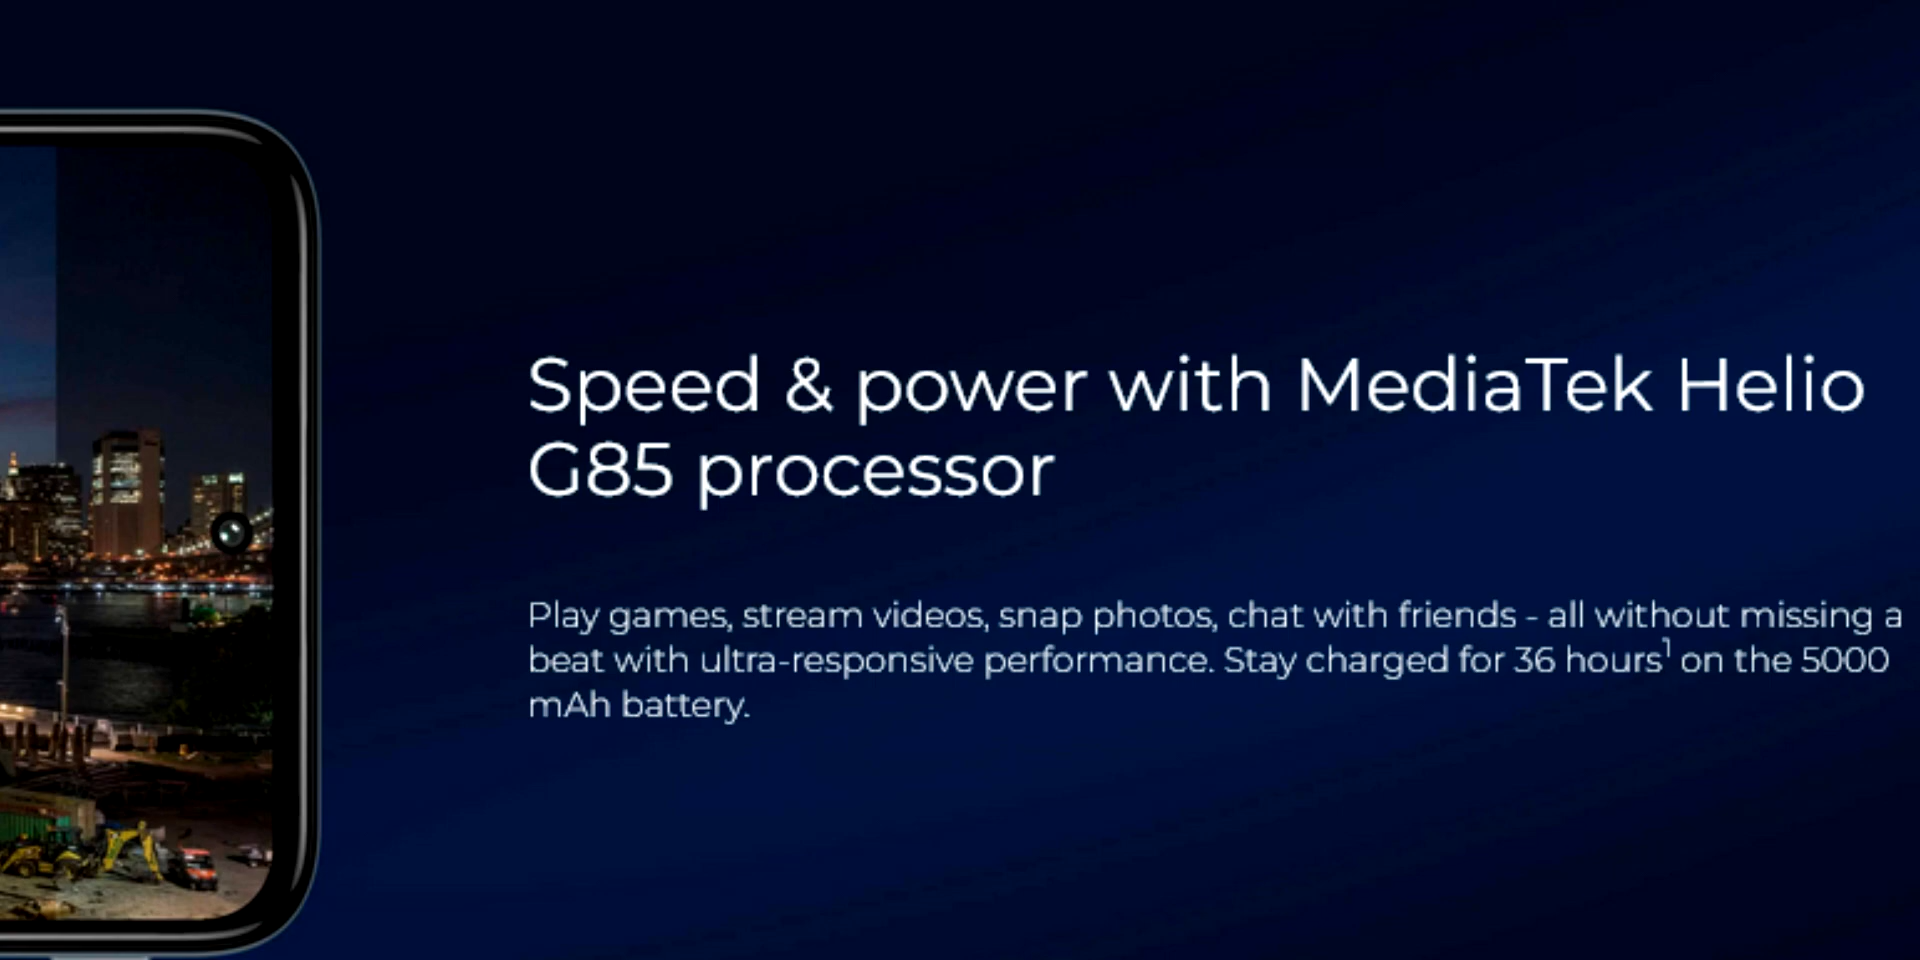 Speed & power with MediaTek Helio
G85 processor
Play games, stream videos, snap photos, chat with friends - all without missing a
beat with ultra-responsive performance. Stay charged for 36 hours¹ on the 5000
mAh battery.